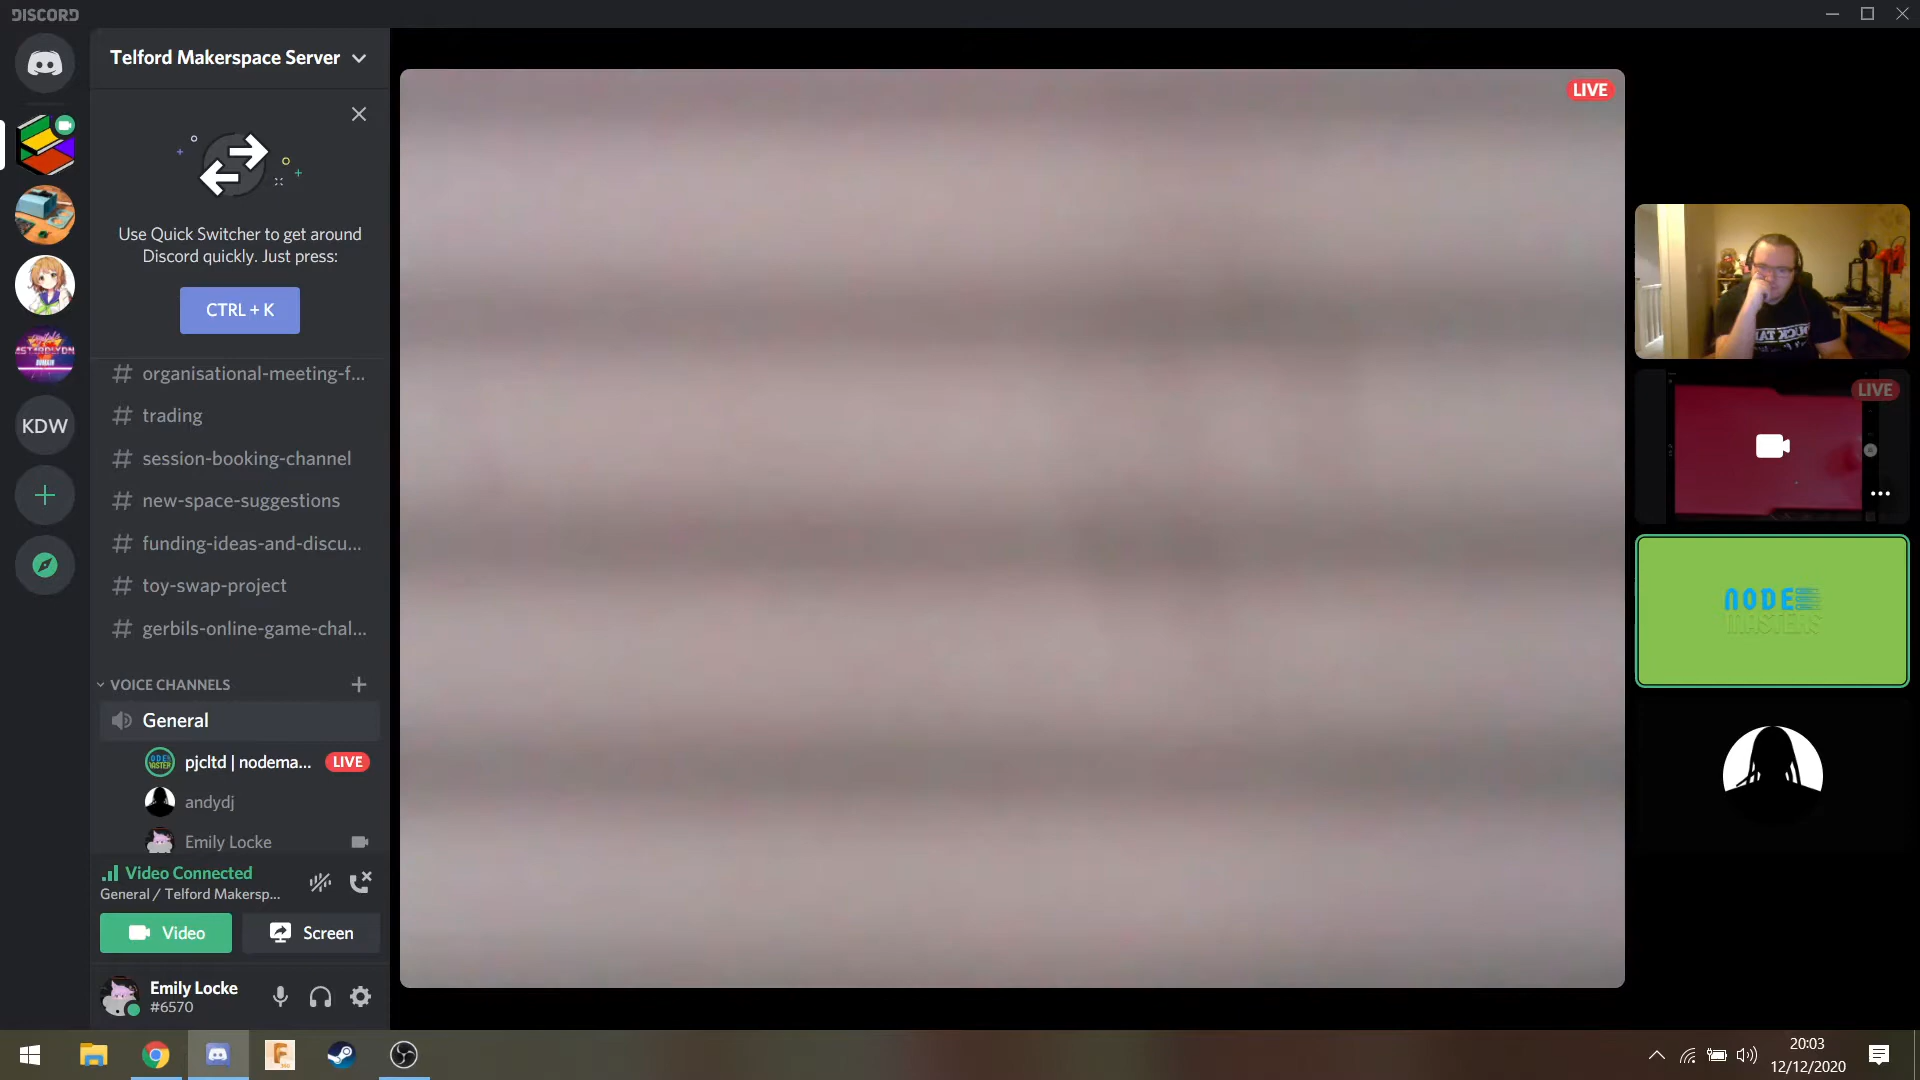 DISCORD
Telford Makerspace Server
Use Quick Switcher to get around
Discord quickly. Just press:
CTRL + K
# organisational-meeting-f...
# trading
# session-booking-channel
# new-space-suggestions
# funding-ideas-and-discu...
# toy-swap-project
# gerbils-online-game-chal...
VOICE CHANNELS
General
pjcltd | nodema... LIVE
andydj
Emily Locke
Video Connected
General / Telford Makersp...
Video
Screen
Emily Locke
#6570
KDW
LIVE
LIVE
NODE
MASTERS
20:03
12/12/2020